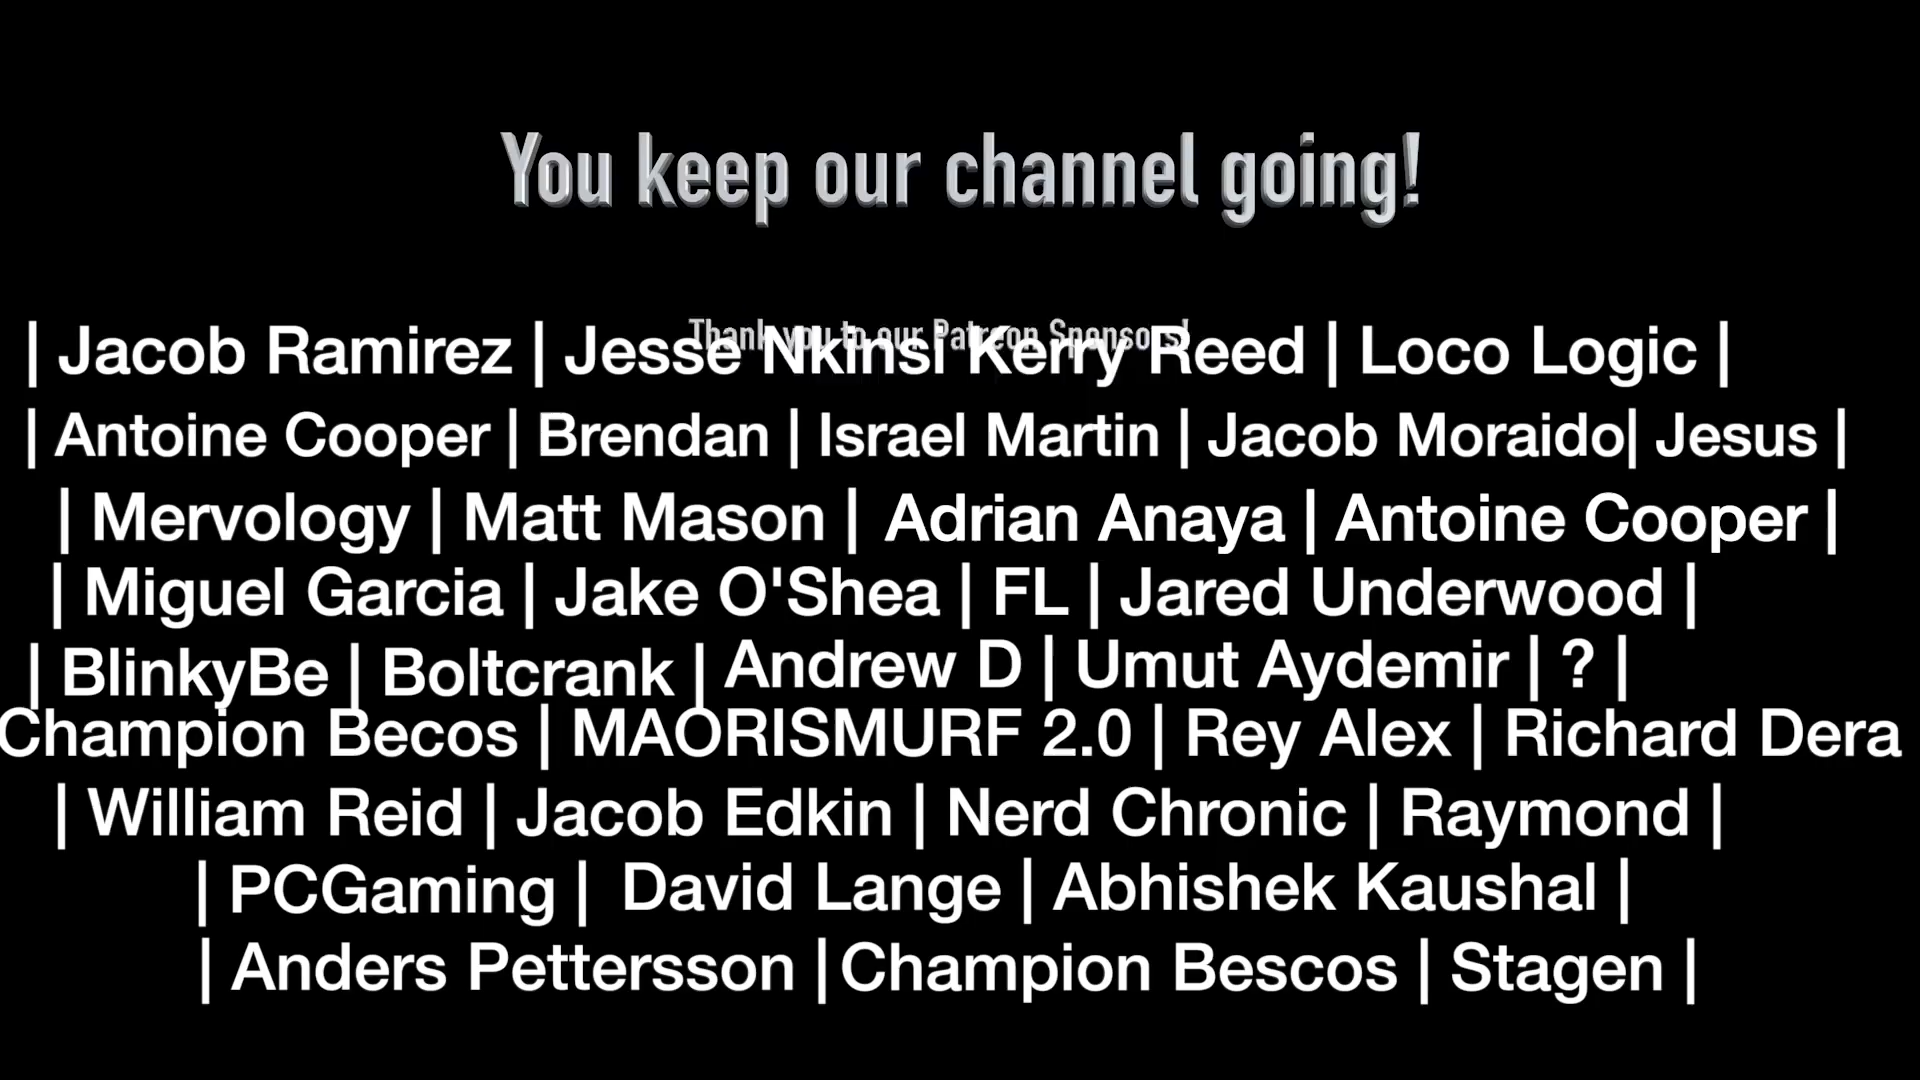 You keep our channel going!
Thank you to our Patreon Sponsors!
| Jacob Ramirez | Jesse Nkinsi Kerry Reed | Loco Logic |
| Antoine Cooper | Brendan | Israel Martin | Jacob Moraido| Jesus |
| Mervology | Matt Mason | Adrian Anaya | Antoine Cooper |
| Miguel Garcia | Jake O'Shea | FL | Jared Underwood |
| BlinkyBe | Boltcrank | Andrew D | Umut Aydemir | ? |
Champion Becos | MAORISMURF 2.0 | Rey Alex | Richard Dera
| William Reid | Jacob Edkin | Nerd Chronic | Raymond |
| PCGaming | David Lange | Abhishek Kaushal |
| Anders Pettersson | Champion Bescos | Stagen |